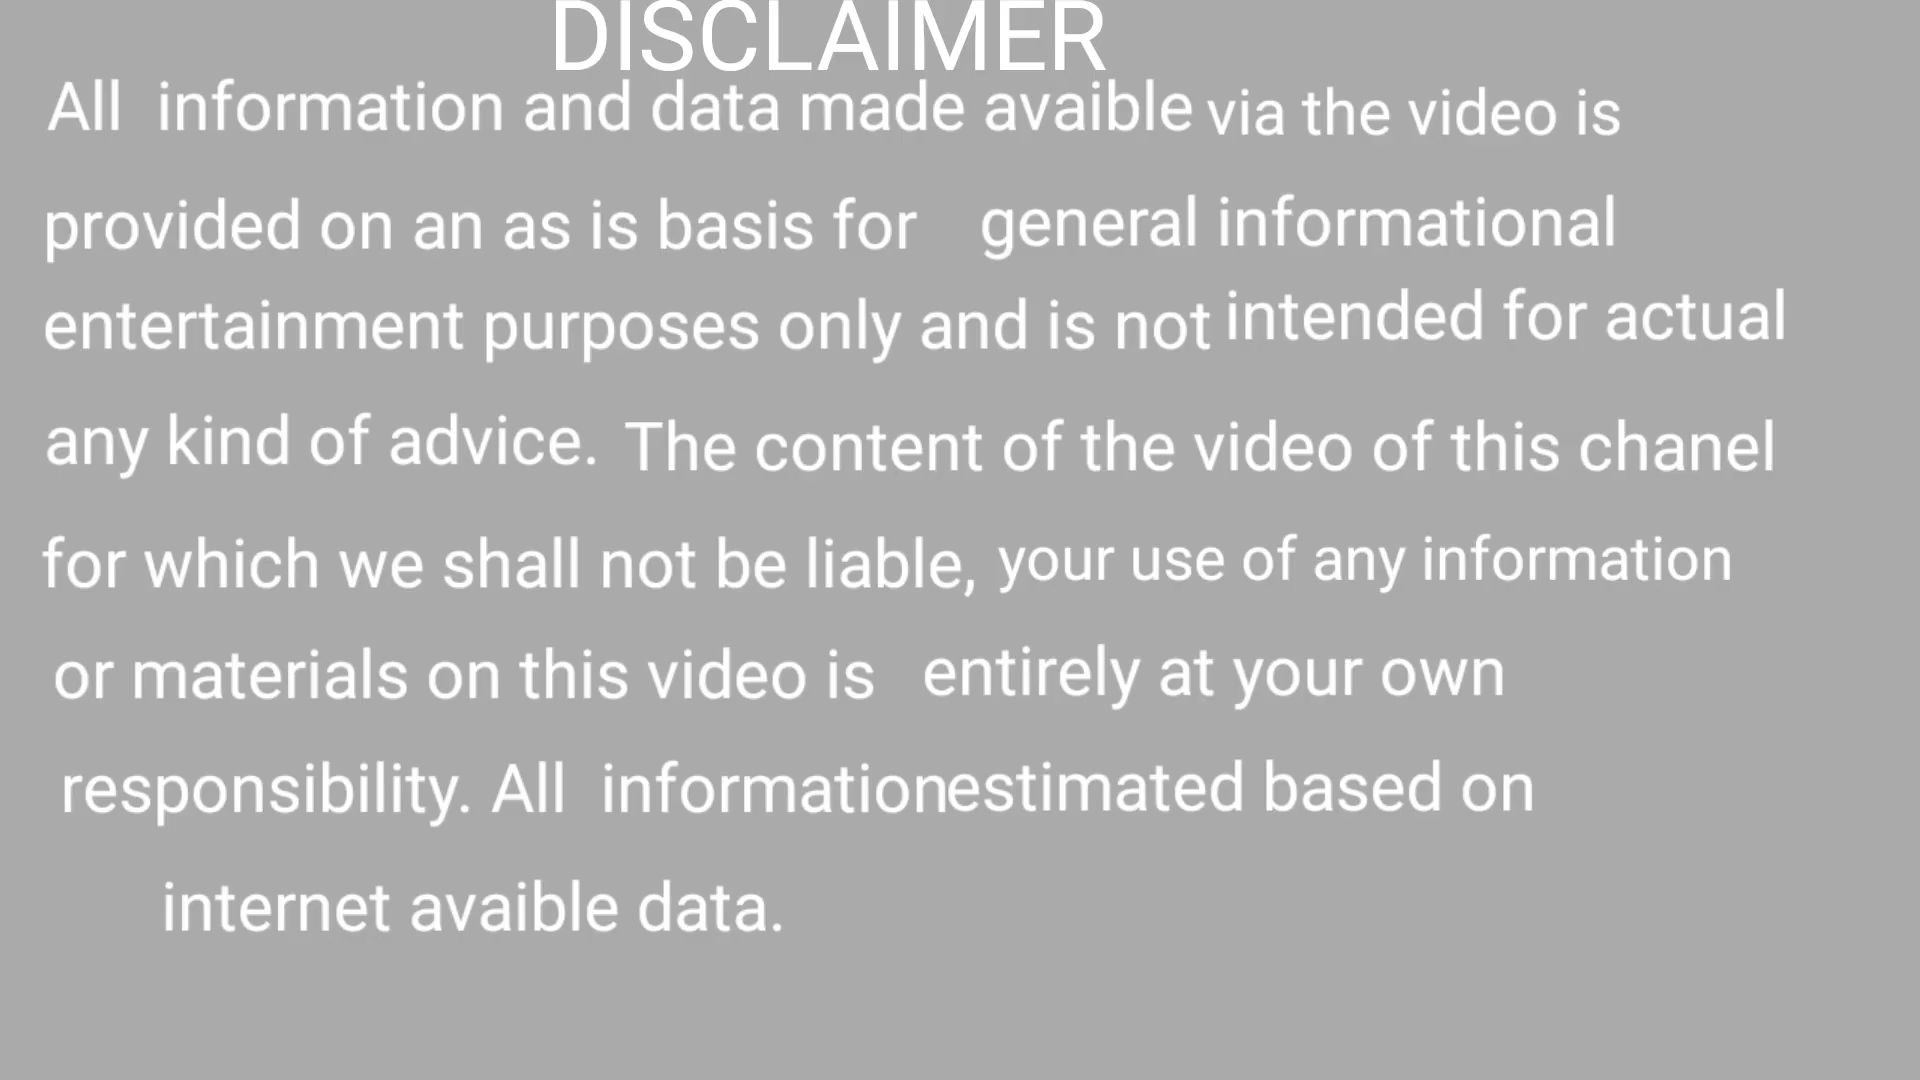 DISCLAIMER
All information and data made avaible via the video is
provided on an as is basis for general informational
entertainment purposes only and is not intended for actual
any kind of advice. The content of the video of this chanel
for which we shall not be liable, your use of any information
or materials on this video is entirely at your own
responsibility. All informationestimated based on
internet avaible data.